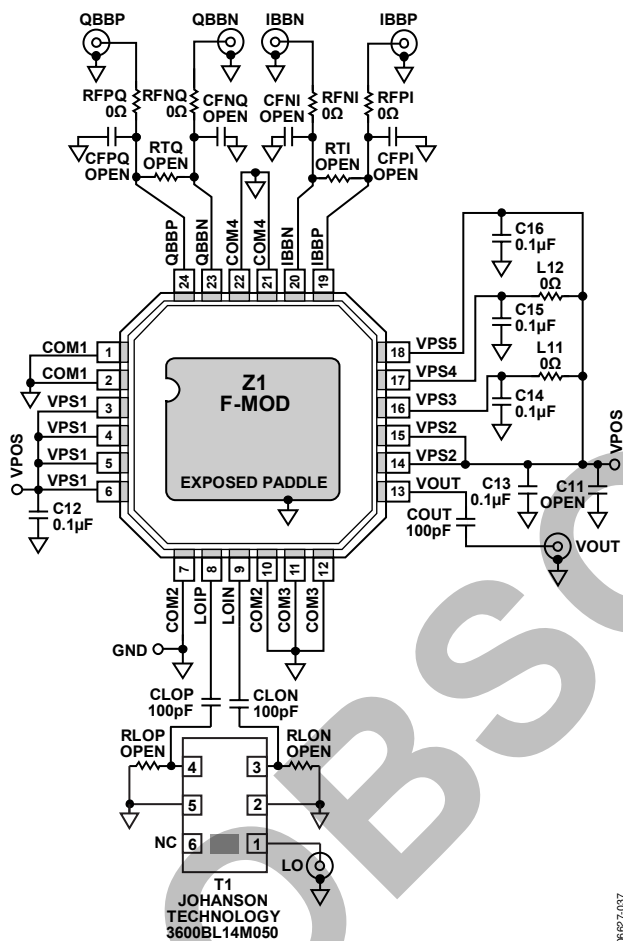 QBBP QBBN IBBN IBBP
RFPQ 0Ω
RFNQ 0Ω
CFNQ OPEN
CFNI OPEN
RFNI 0Ω
RFPI 0Ω
CFPQ OPEN
RTQ OPEN
RTI OPEN
CFPI OPEN
QBBP QBBN COM4 COM4 IBBN IBBP
24 23 22 21 20 19
COM1 1
COM1 2
VPS1 3
VPS1 4
VPS1 5
VPS1 6
VPOS
C12
0.1µF
Z1
F-MOD
EXPOSED PADDLE
18 VPS5
17 VPS4
16 VPS3
15 VPS2
14 VPS2
13 VOUT
C16
0.1µF
L12
0Ω
C15
0.1µF
L11
0Ω
C14
0.1µF
VPOS
C13
0.1µF
C11
OPEN
COUT
100pF
VOUT
7 8 9 10 11 12
COM2 LOIP LOIN COM2 COM3 COM3
GND
CLOP
100pF
CLON
100pF
RLOP
OPEN
RLON
OPEN
4 3
5 2
NC 6 1
LO
T1
JOHANSON
TECHNOLOGY
3600BL14M050
06627-037
OBSO